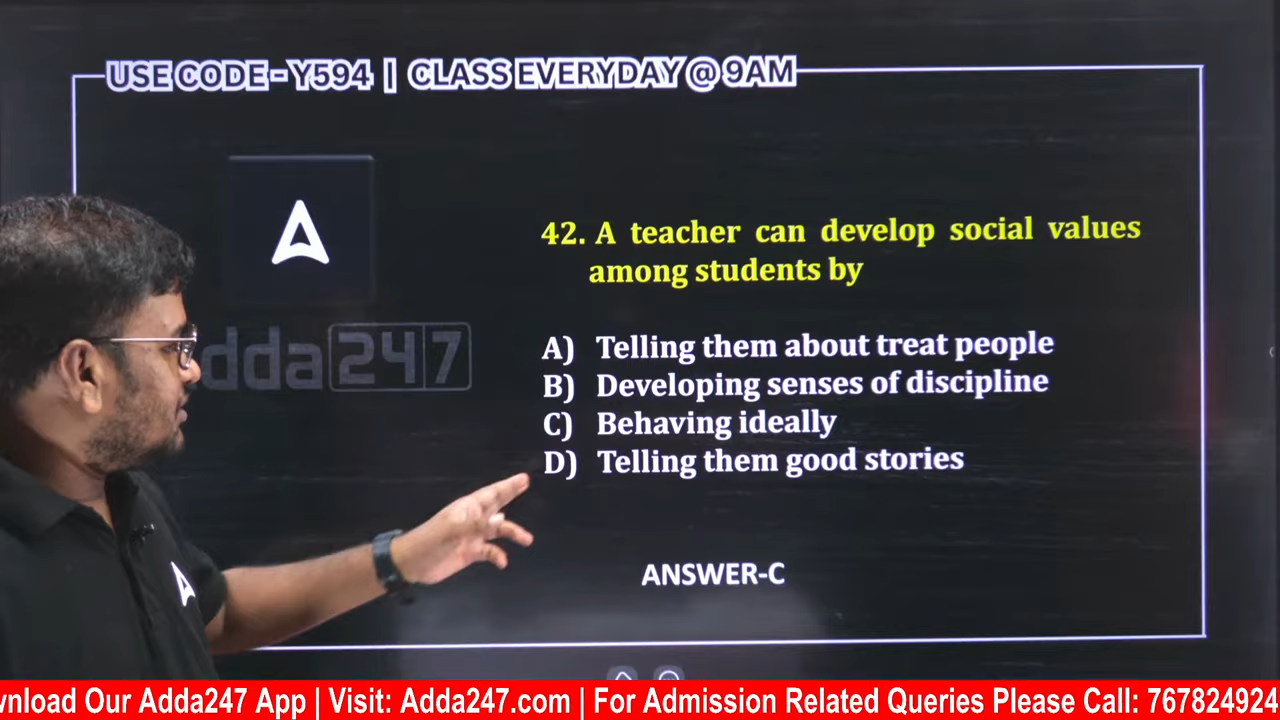 USE CODE - Y594 | CLASS EVERYDAY @ 9AM
adda 247
42. A teacher can develop social values
among students by
A) Telling them about treat people
B) Developing senses of discipline
C) Behaving ideally
D) Telling them good stories
ANSWER-C
wnload Our Adda247 App | Visit: Adda247.com | For Admission Related Queries Please Call: 767824924